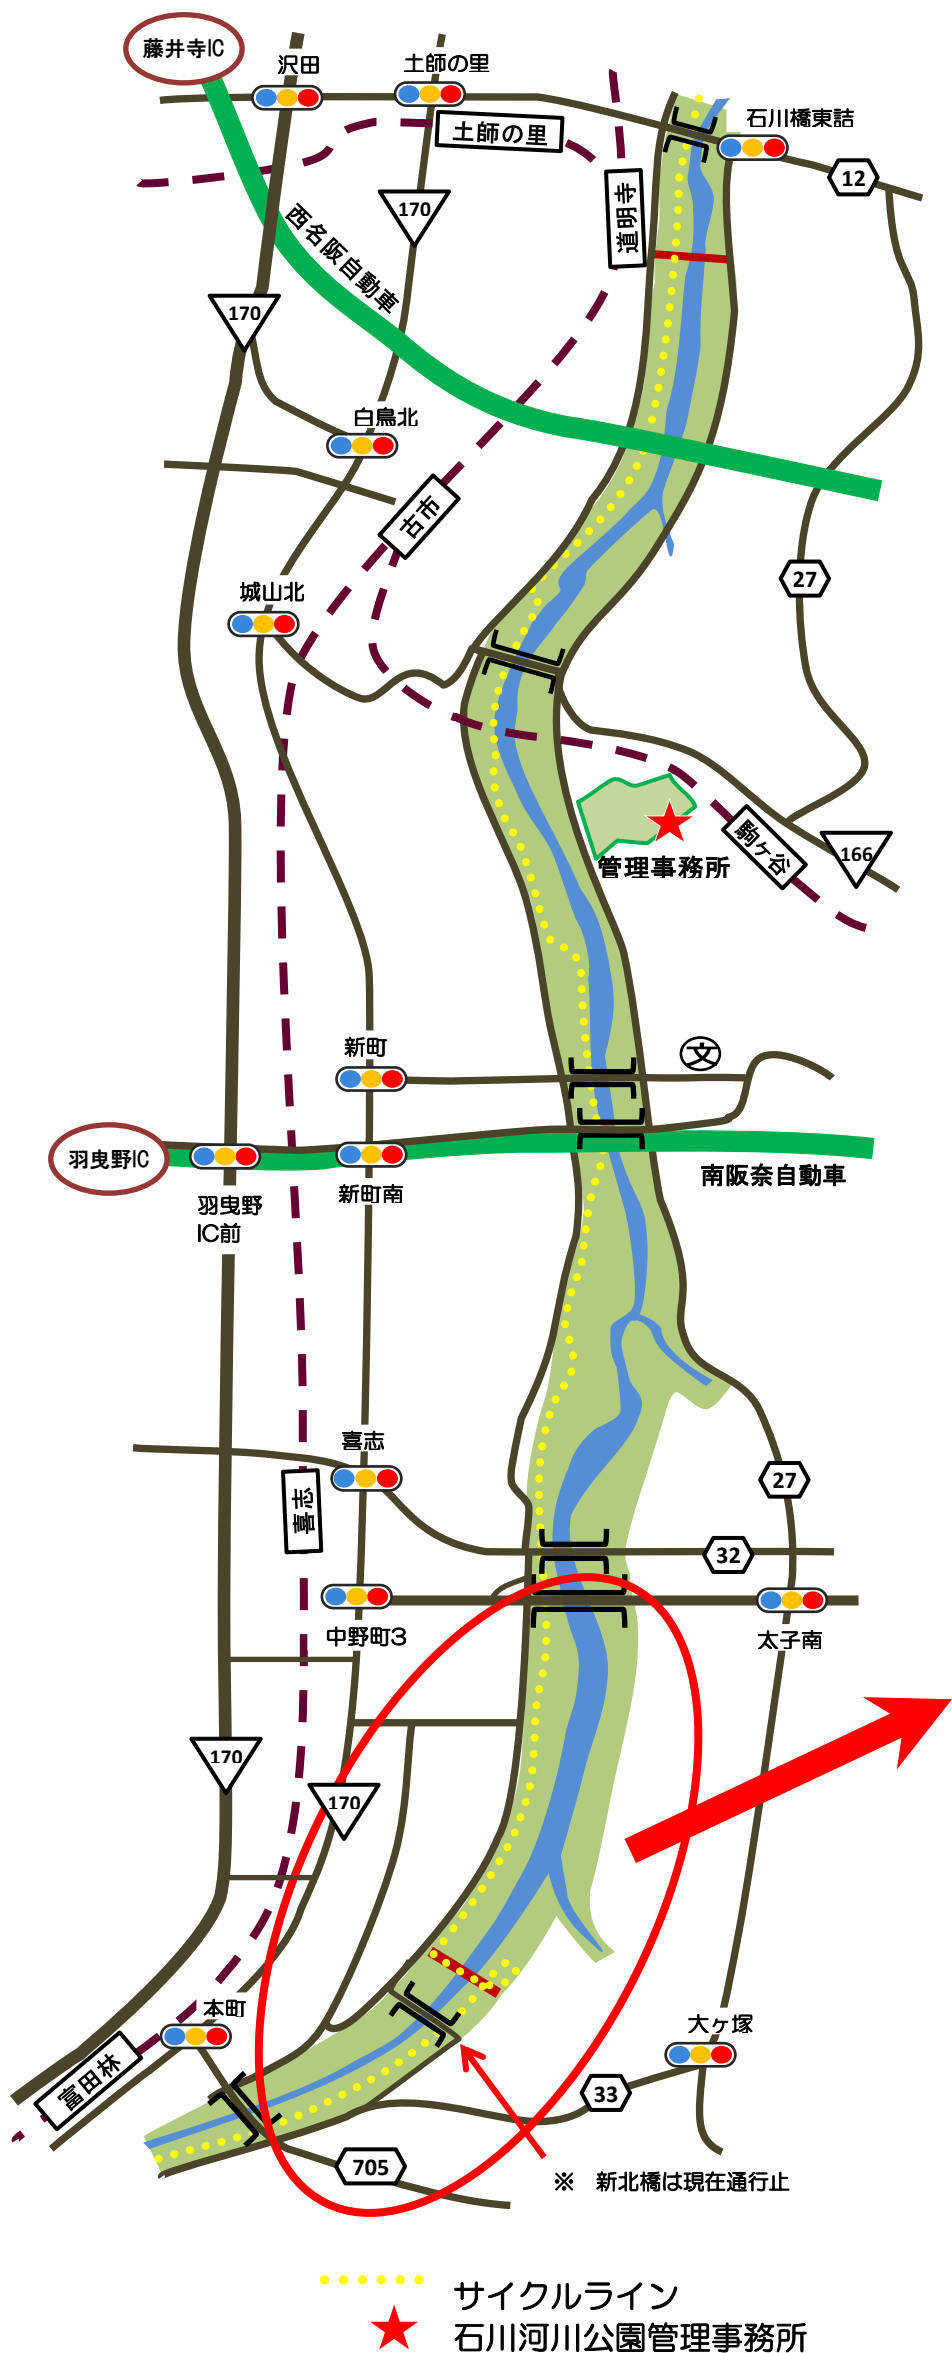 藤井寺IC
沢田
土師の里
石川橋東詰
土師の里
12
道明寺
170
西名阪自動車
170
白鳥北
古市
27
城山北
駒ヶ谷
166
管理事務所
新町
文
羽曳野IC
南阪奈自動車
新町南
羽曳野
IC前
喜志
27
喜志
32
中野町3
太子南
170
170
本町
大ヶ塚
富田林
33
705
※ 新北橋は現在通行止
サイクルライン
石川河川公園管理事務所